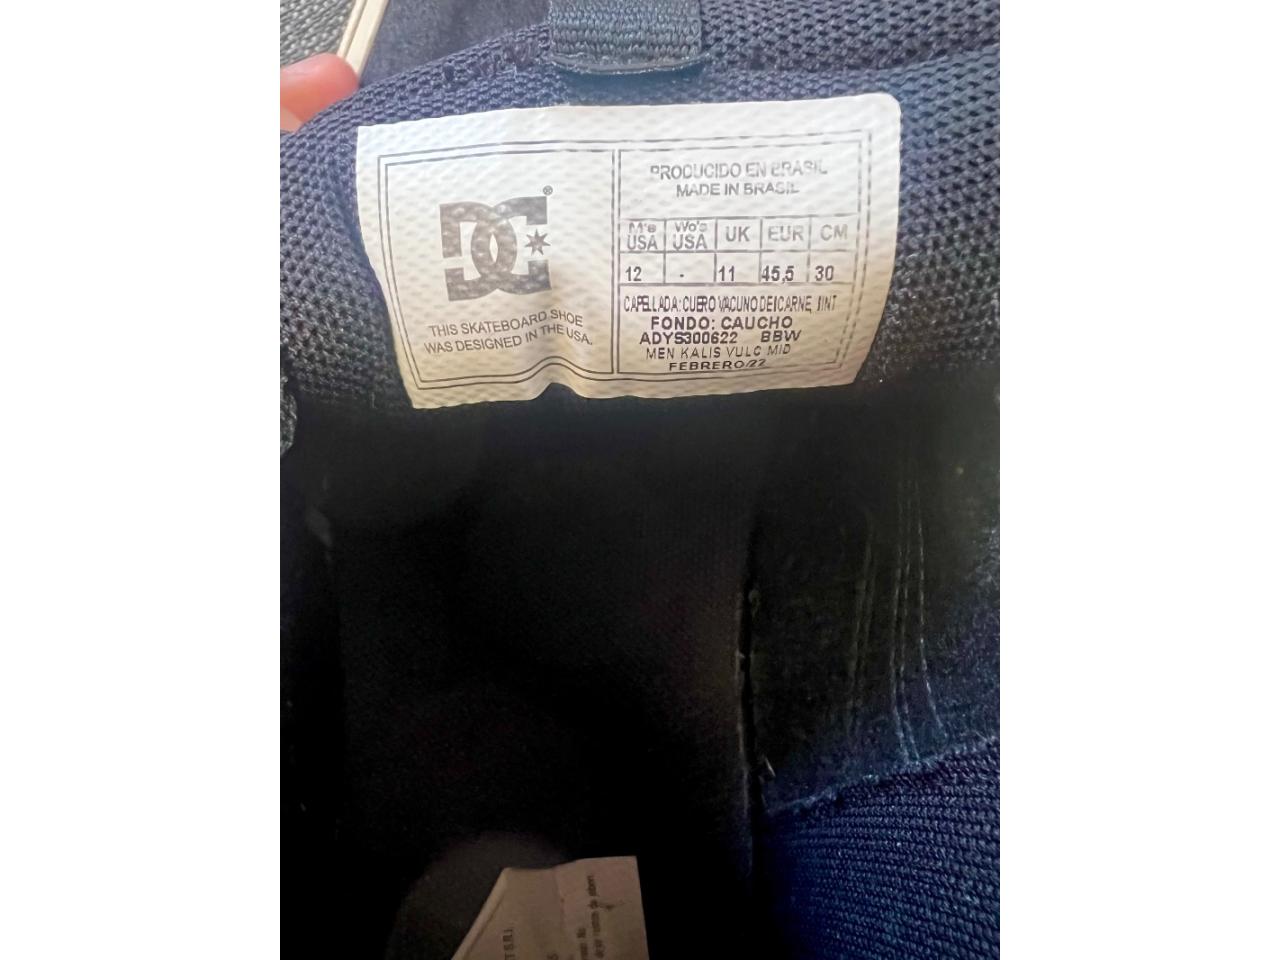 DC®
THIS SKATEBOARD SHOE
WAS DESIGNED IN THE USA.
PRODUCIDO EN BRASIL
MADE IN BRASIL
M's USA Wo's USA UK EUR CM
12 - 11 45,5 30
CAPELLADA: CUERO VACUNO DE
FONDO: CAUCHO
ADYS300622 BBW
MEN KALIS VULC MID
FEBRERO/22